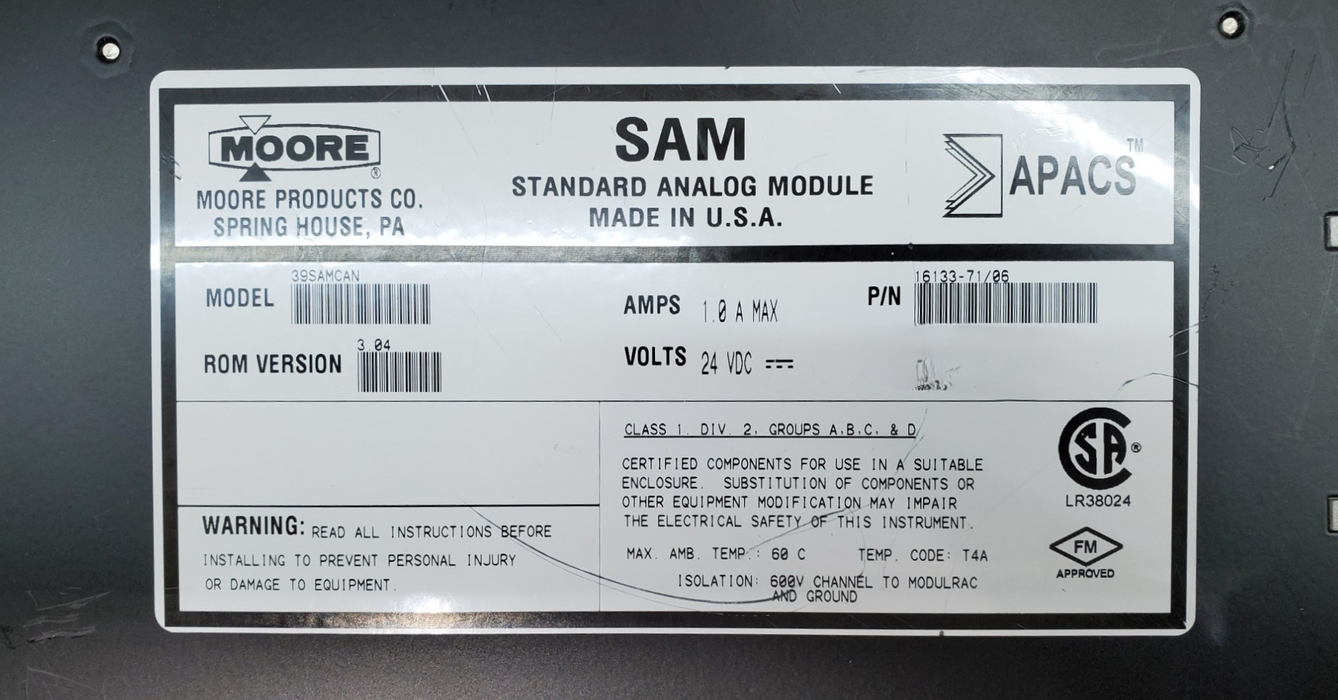 MOORE®
MOORE PRODUCTS CO.
SPRING HOUSE, PA
SAM
STANDARD ANALOG MODULE
MADE IN U.S.A.
APACS™
MODEL 39SAMCAN
ROM VERSION 3.04
AMPS 1.0 A MAX
VOLTS 24 VDC
P/N 16133-71/06
CLASS 1, DIV. 2, GROUPS A,B,C, & D
CERTIFIED COMPONENTS FOR USE IN A SUITABLE
ENCLOSURE. SUBSTITUTION OF COMPONENTS OR
OTHER EQUIPMENT MODIFICATION MAY IMPAIR
THE ELECTRICAL SAFETY OF THIS INSTRUMENT.
MAX. AMB. TEMP.: 60 C TEMP. CODE: T4A
ISOLATION: 600V CHANNEL TO MODULRAC
AND GROUND
SA®
LR38024
FM
APPROVED
WARNING: READ ALL INSTRUCTIONS BEFORE
INSTALLING TO PREVENT PERSONAL INJURY
OR DAMAGE TO EQUIPMENT.